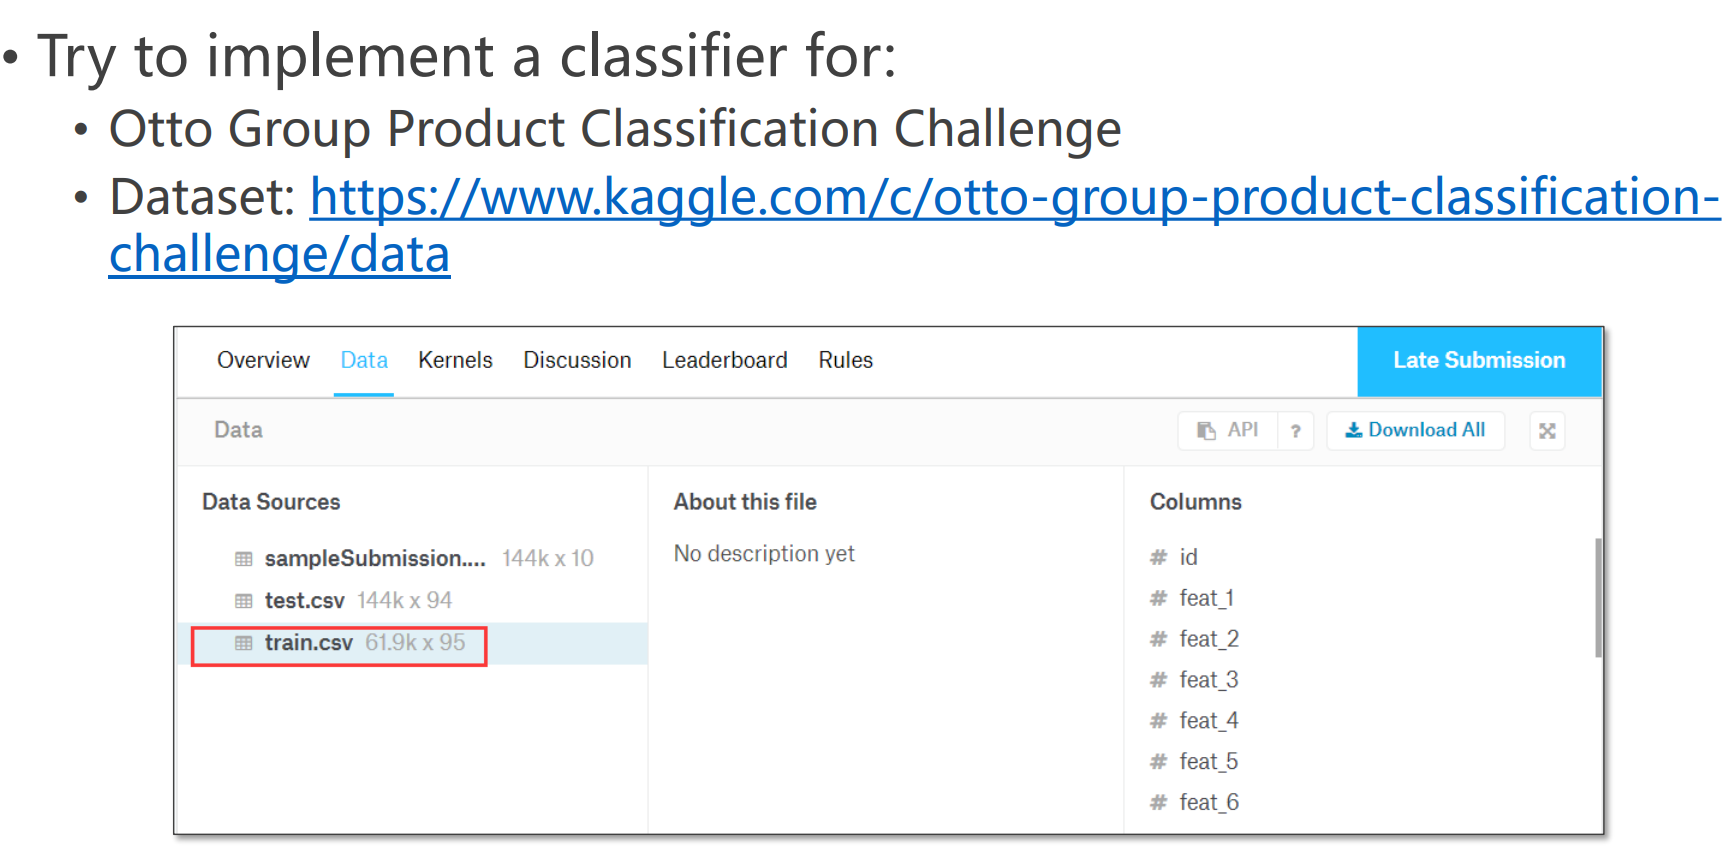 • Try to implement a classifier for:
• Otto Group Product Classification Challenge
• Dataset: https://www.kaggle.com/c/otto-group-product-classification-
challenge/data
Overview Data Kernels Discussion Leaderboard Rules Late Submission
Data API ? Download All
Data Sources
sampleSubmission.... 144k x 10
test.csv 144k x 94
train.csv 61.9k x 95
About this file
No description yet
Columns
# id
# feat_1
# feat_2
# feat_3
# feat_4
# feat_5
# feat_6